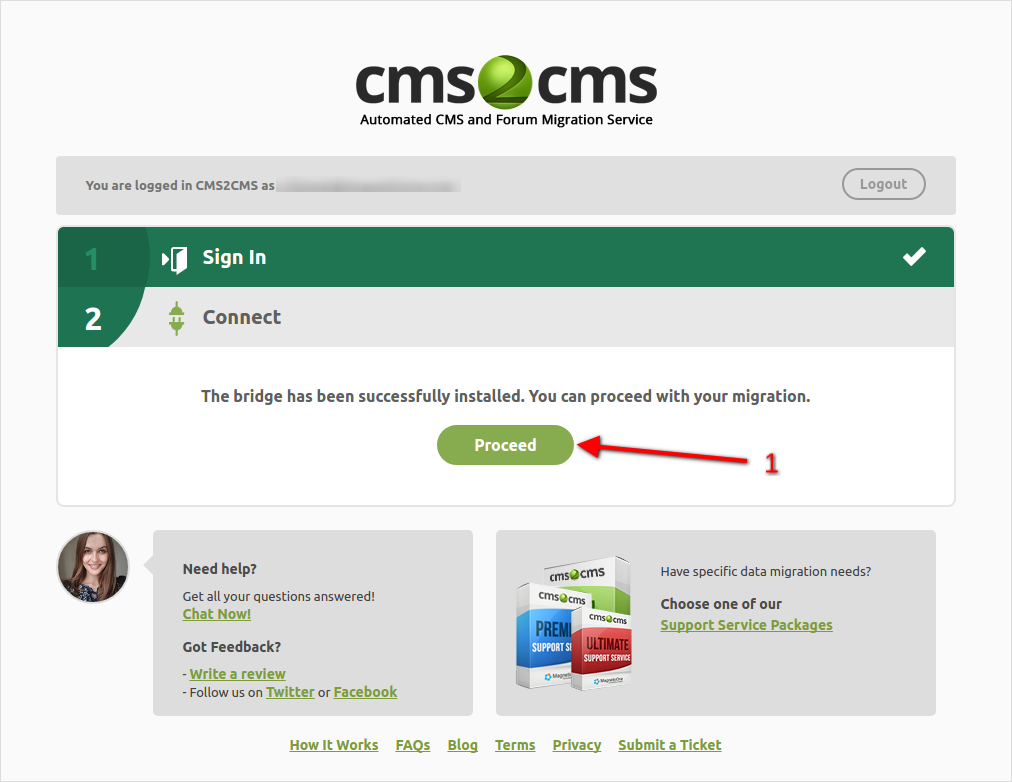 cms2cms
Automated CMS and Forum Migration Service
You are logged in CMS2CMS as
Logout
1
Sign In
2
Connect
The bridge has been successfully installed. You can proceed with your migration.
Proceed
1
Need help?
Get all your questions answered!
Chat Now!
Got Feedback?
- Write a review
- Follow us on Twitter or Facebook
cms2cms
cms2cms
PREMI
SUPPORT SE
cms2cms
ULTIMATE
SUPPORT SERVICE
MagneticOne
Have specific data migration needs?
Choose one of our
Support Service Packages
How It Works FAQs Blog Terms Privacy Submit a Ticket